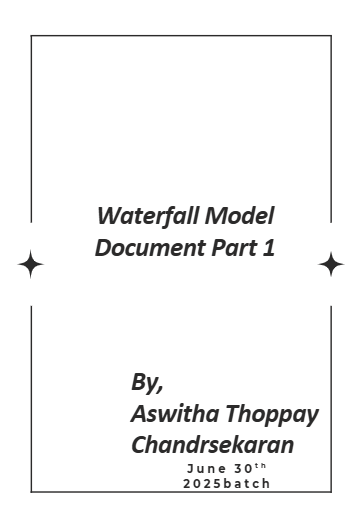 Waterfall Model
Document Part 1
By,
Aswitha Thoppay
Chandrsekaran
June 30th
2025batch